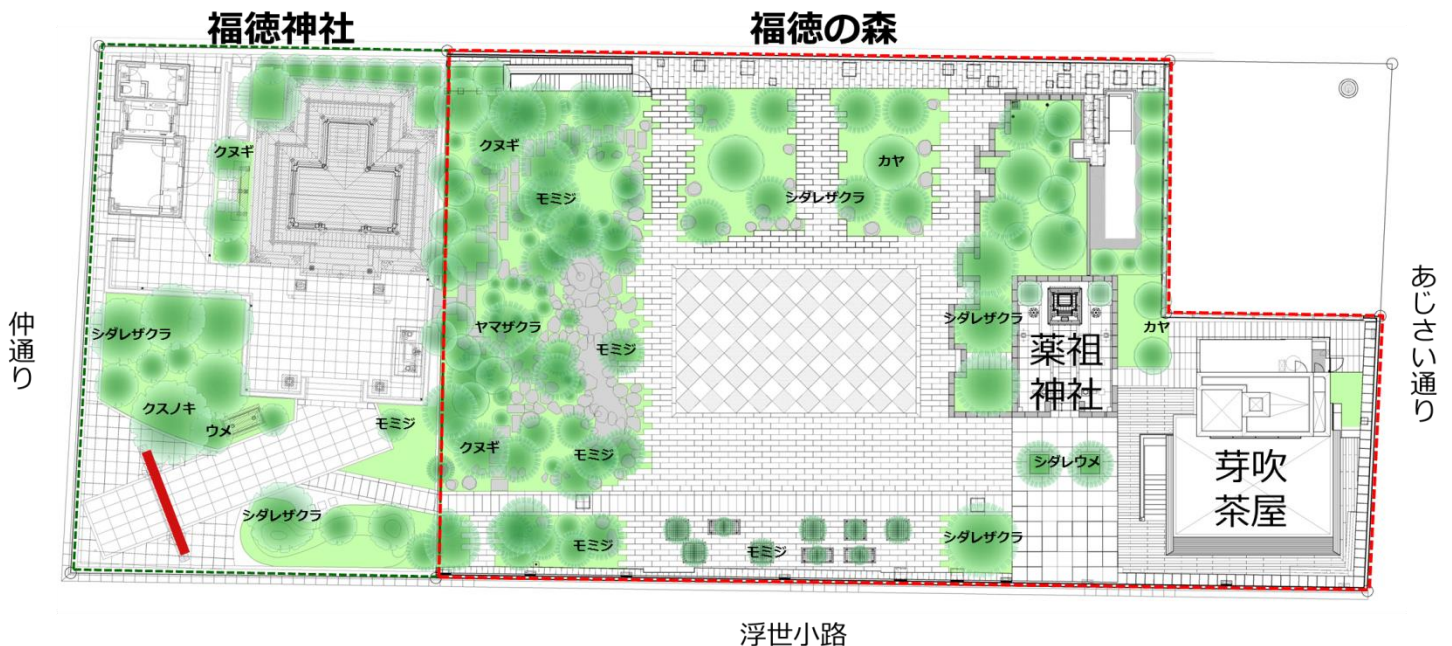 福徳神社
福徳の森
クヌギ
クヌギ
モミジ
カヤ
シダレザクラ
シダレザクラ
ヤマザクラ
モミジ
シダレザクラ
カヤ
薬祖
神社
仲通り
あじさい通り
クスノキ
ウメ
モミジ
クヌギ
モミジ
シダレウメ
芽吹
茶屋
シダレザクラ
モミジ
モミジ
シダレザクラ
浮世小路